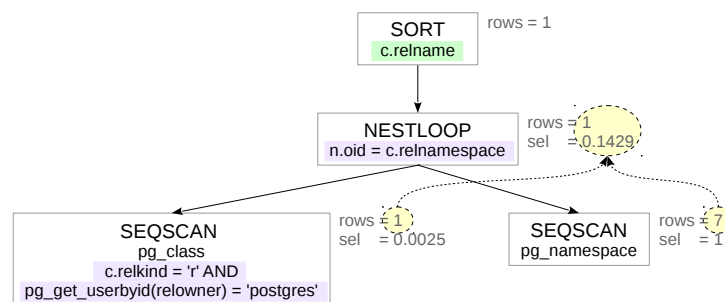 SORT
c.relname
rows = 1
NESTLOOP
n.oid = c.relnamespace
rows = 1
sel = 0.1429
SEQSCAN
pg_class
c.relkind = 'r' AND
pg_get_userbyid(relowner) = 'postgres'
rows = 1
sel = 0.0025
SEQSCAN
pg_namespace
rows = 7
sel = 1